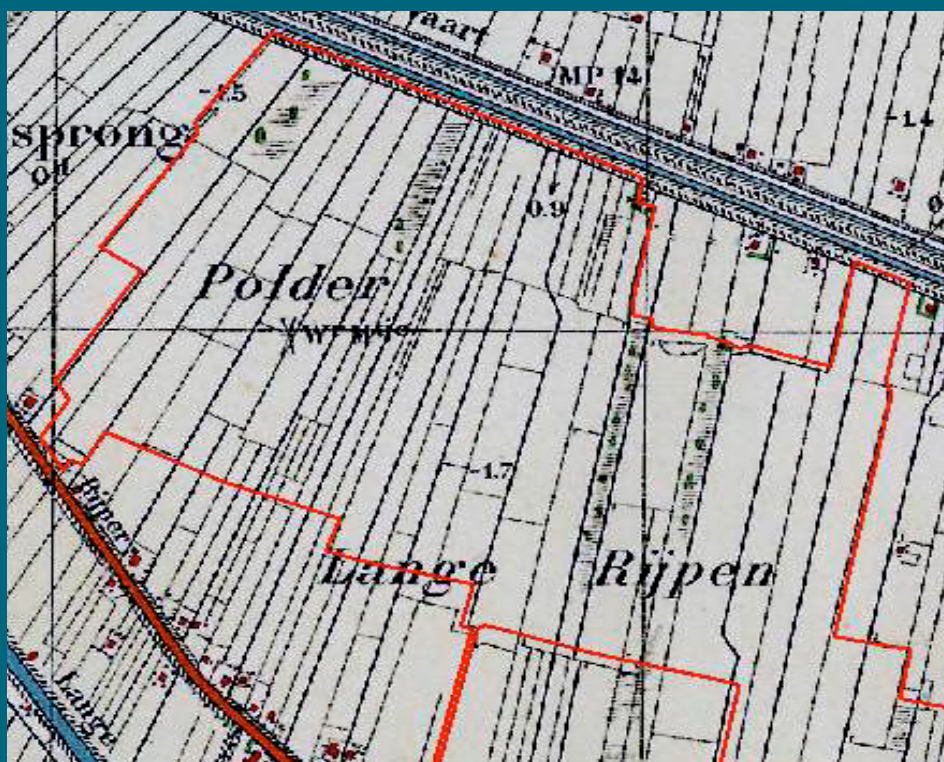 aart
MP 14
-1.5
-1.4
sprong
0.9
Polder
-1.7
Rijper
Lange Rijpen
Lange